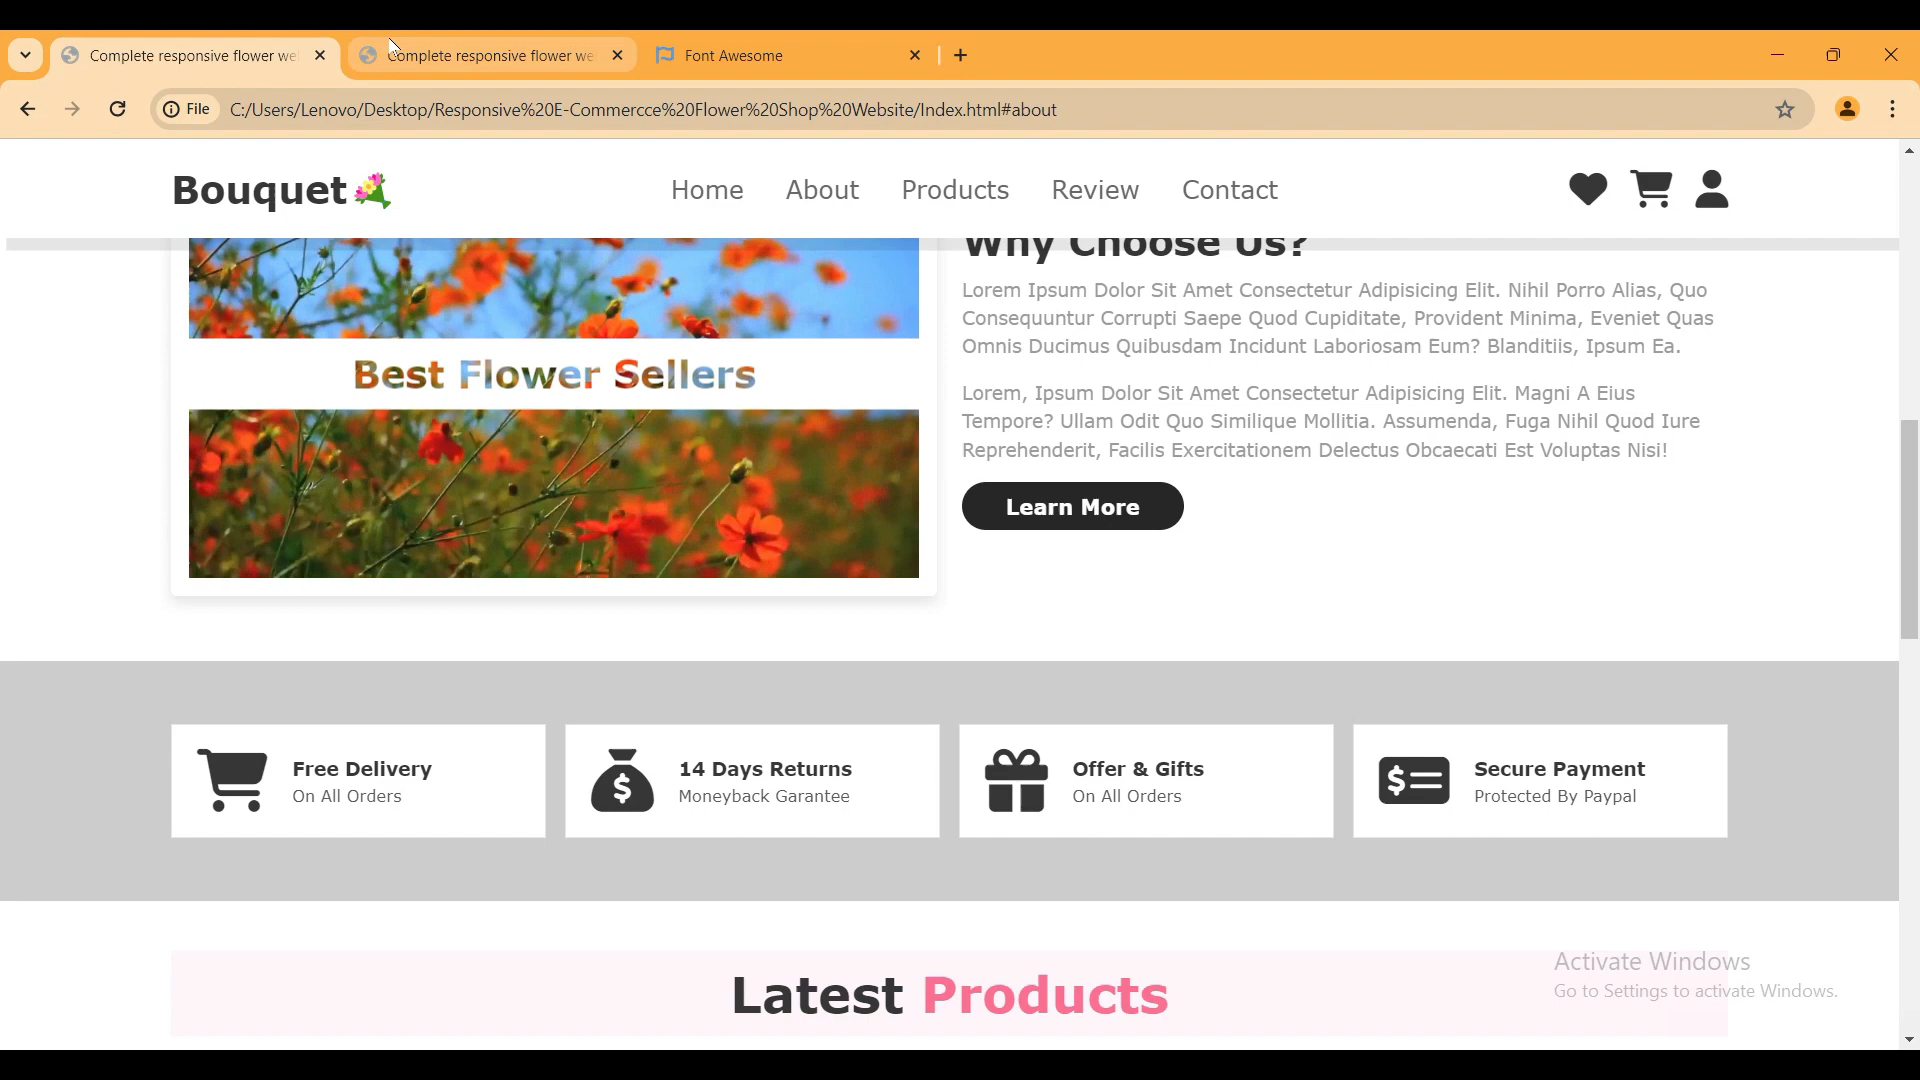 Complete responsive flower we
Complete responsive flower we
Font Awesome
File
C:/Users/Lenovo/Desktop/Responsive%20E-Commercce%20Flower%20Shop%20Website/Index.html#about
Bouquet
Home
About
Products
Review
Contact
Why Choose Us?
Lorem Ipsum Dolor Sit Amet Consectetur Adipisicing Elit. Nihil Porro Alias, Quo
Consequuntur Corrupti Saepe Quod Cupiditate, Provident Minima, Eveniet Quas
Omnis Ducimus Quibusdam Incidunt Laboriosam Eum? Blanditiis, Ipsum Ea.
Best Flower Sellers
Lorem, Ipsum Dolor Sit Amet Consectetur Adipisicing Elit. Magni A Eius
Tempore? Ullam Odit Quo Similique Mollitia. Assumenda, Fuga Nihil Quod Iure
Reprehenderit, Facilis Exercitationem Delectus Obcaecati Est Voluptas Nisi!
Learn More
Free Delivery
On All Orders
14 Days Returns
Moneyback Garantee
Offer & Gifts
On All Orders
Secure Payment
Protected By Paypal
Latest Products
Activate Windows
Go to Settings to activate Windows.